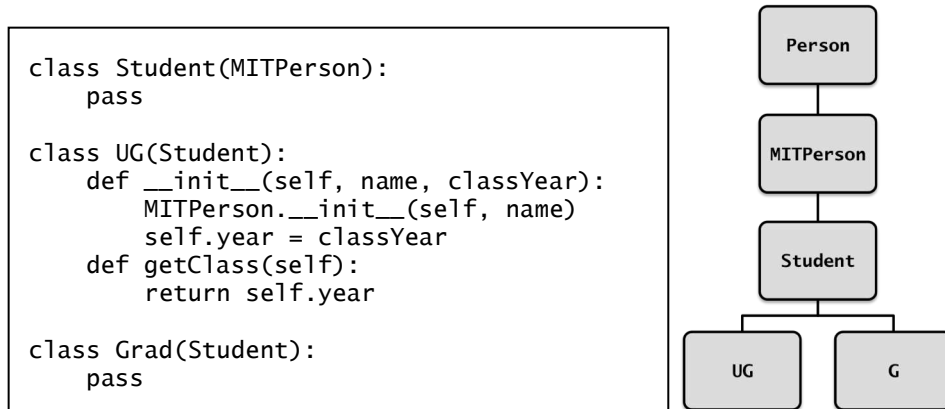 class Student(MITPerson):
    pass
class UG(Student):
    def __init__(self, name, classYear):
        MITPerson.__init__(self, name)
        self.year = classYear
    def getClass(self):
        return self.year
class Grad(Student):
    pass
Person
MITPerson
Student
UG
G